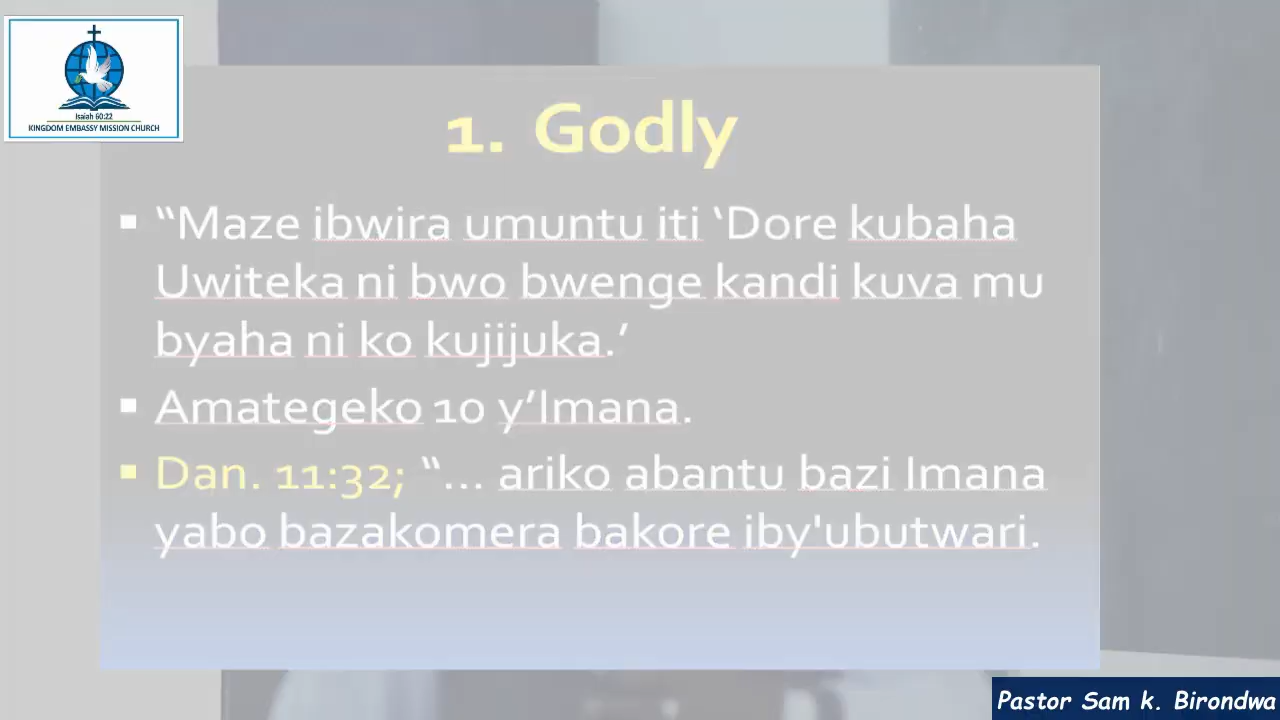 Isaiah 60:22
KINGDOM EMBASSY MISSION CHURCH
1. Godly
▪ “Maze ibwira umuntu iti ‘Dore kubaha
Uwiteka ni bwo bwenge kandi kuva mu
byaha ni ko kujijuka.’
▪ Amategeko 10 y’Imana.
▪ Dan. 11:32; “… ariko abantu bazi Imana
yabo bazakomera bakore iby'ubutwari.
Pastor Sam k. Birondwa